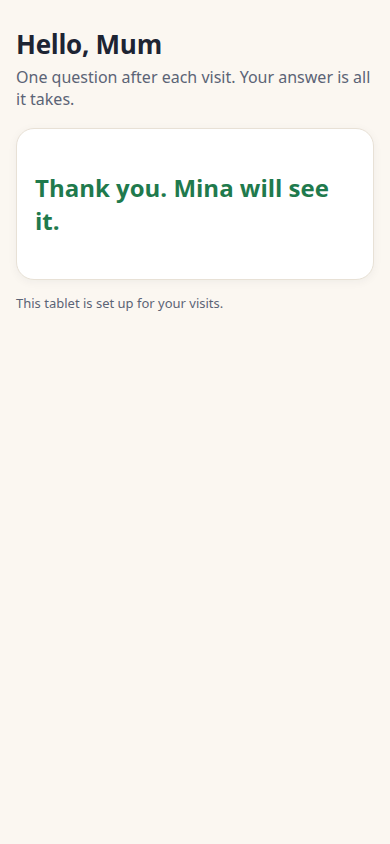 Hello, Mum
One question after each visit. Your answer is all
it takes.
Thank you. Mina will see
it.
This tablet is set up for your visits.